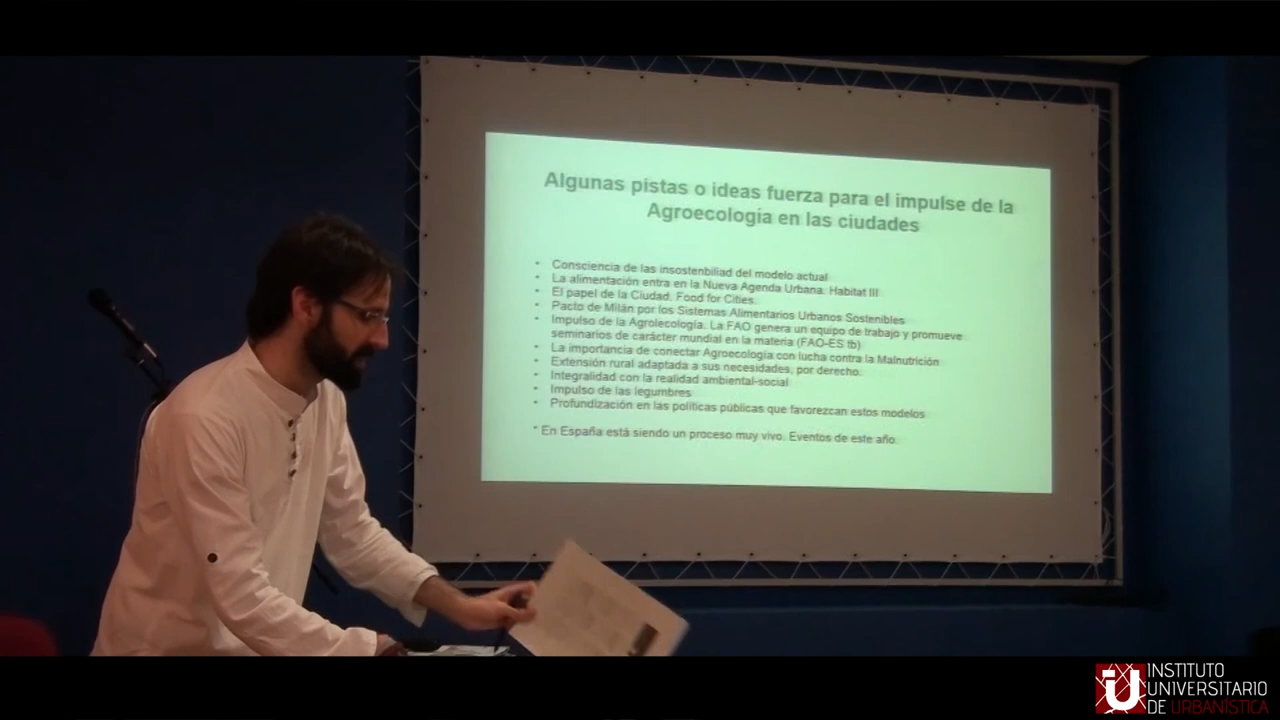 Algunas pistas o ideas fuerza para el impulse de la
Agroecología en las ciudades
• Consciencia de las insostenbiliad del modelo actual
• La alimentación entra en la Nueva Agenda Urbana. Habitat III
• El papel de la Ciudad. Food for Cities.
• Pacto de Milán por los Sistemas Alimentarios Urbanos Sostenibles
• Impulso de la Agrolecología. La FAO genera un equipo de trabajo y promueve
seminarios de carácter mundial en la materia (FAO-ES tb)
• La importancia de conectar Agroecología con lucha contra la Malnutrición
• Extensión rural adaptada a sus necesidades, por derecho.
• Integralidad con la realidad ambiental-social
• Impulso de las legumbres
• Profundización en las políticas públicas que favorezcan estos modelos
* En España está siendo un proceso muy vivo. Eventos de este año.
iU INSTITUTO
UNIVERSITARIO
DE URBANÍSTICA